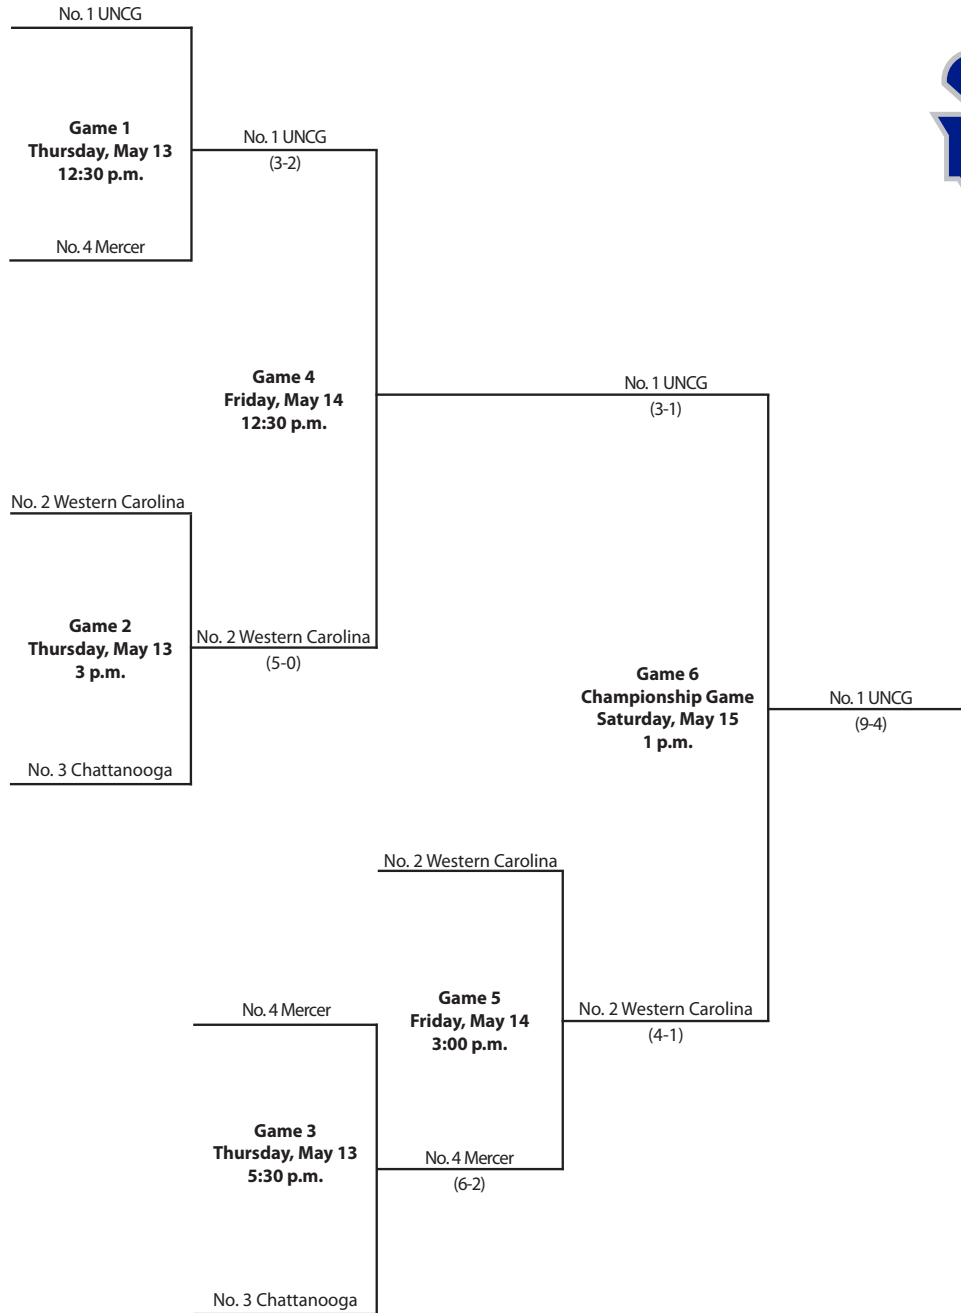 No. 1 UNCG
Game 1
Thursday, May 13
12:30 p.m.
No. 1 UNCG
(3-2)
No. 4 Mercer
Game 4
Friday, May 14
12:30 p.m.
No. 1 UNCG
(3-1)
No. 2 Western Carolina
Game 2
Thursday, May 13
3 p.m.
No. 2 Western Carolina
(5-0)
No. 3 Chattanooga
Game 6
Championship Game
Saturday, May 15
1 p.m.
No. 1 UNCG
(9-4)
No. 2 Western Carolina
Game 5
Friday, May 14
3:00 p.m.
No. 2 Western Carolina
(4-1)
No. 4 Mercer
Game 3
Thursday, May 13
5:30 p.m.
No. 4 Mercer
(6-2)
No. 3 Chattanooga